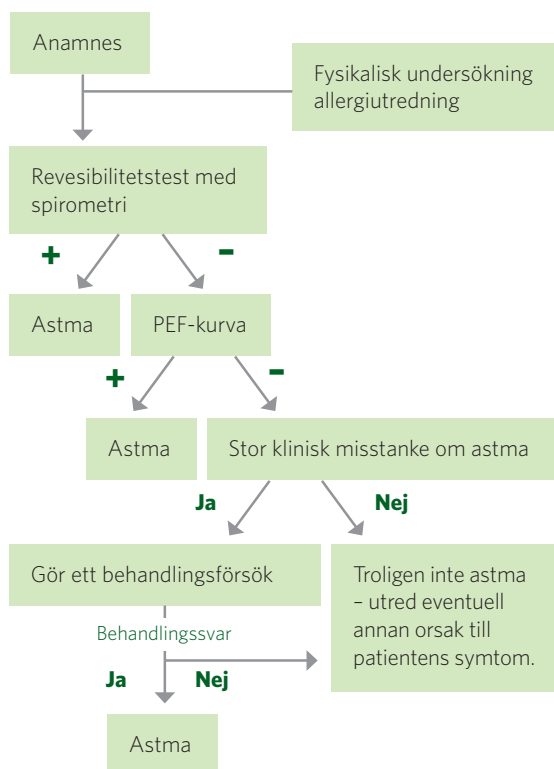 Anamnes
Fysikalisk undersökning
allergiutredning
Revesibilitetstest med
spirometri
+
–
Astma
PEF-kurva
+
–
Astma
Stor klinisk misstanke om astma
Ja
Nej
Gör ett behandlingsförsök
Troligen inte astma
– utred eventuell
annan orsak till
patientens symtom.
Behandlingssvar
Ja
Nej
Astma